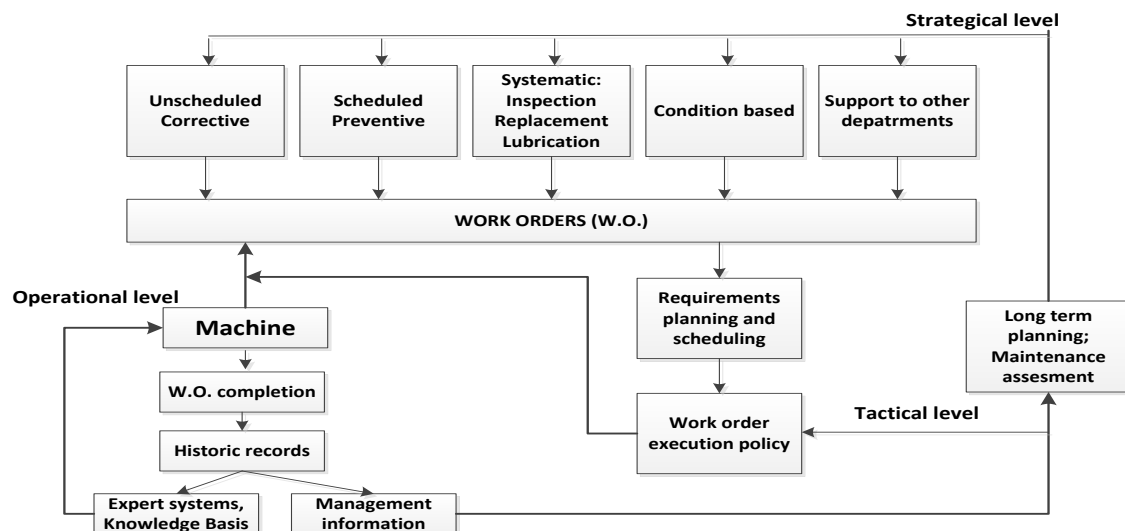 Strategical level
Unscheduled
Corrective
Scheduled
Preventive
Systematic:
Inspection
Replacement
Lubrication
Condition based
Support to other
depatrments
WORK ORDERS (W.O.)
Operational level
Machine
W.O. completion
Historic records
Expert systems,
Knowledge Basis
Management
information
Requirements
planning and
scheduling
Work order
execution policy
Tactical level
Long term
planning;
Maintenance
assesment